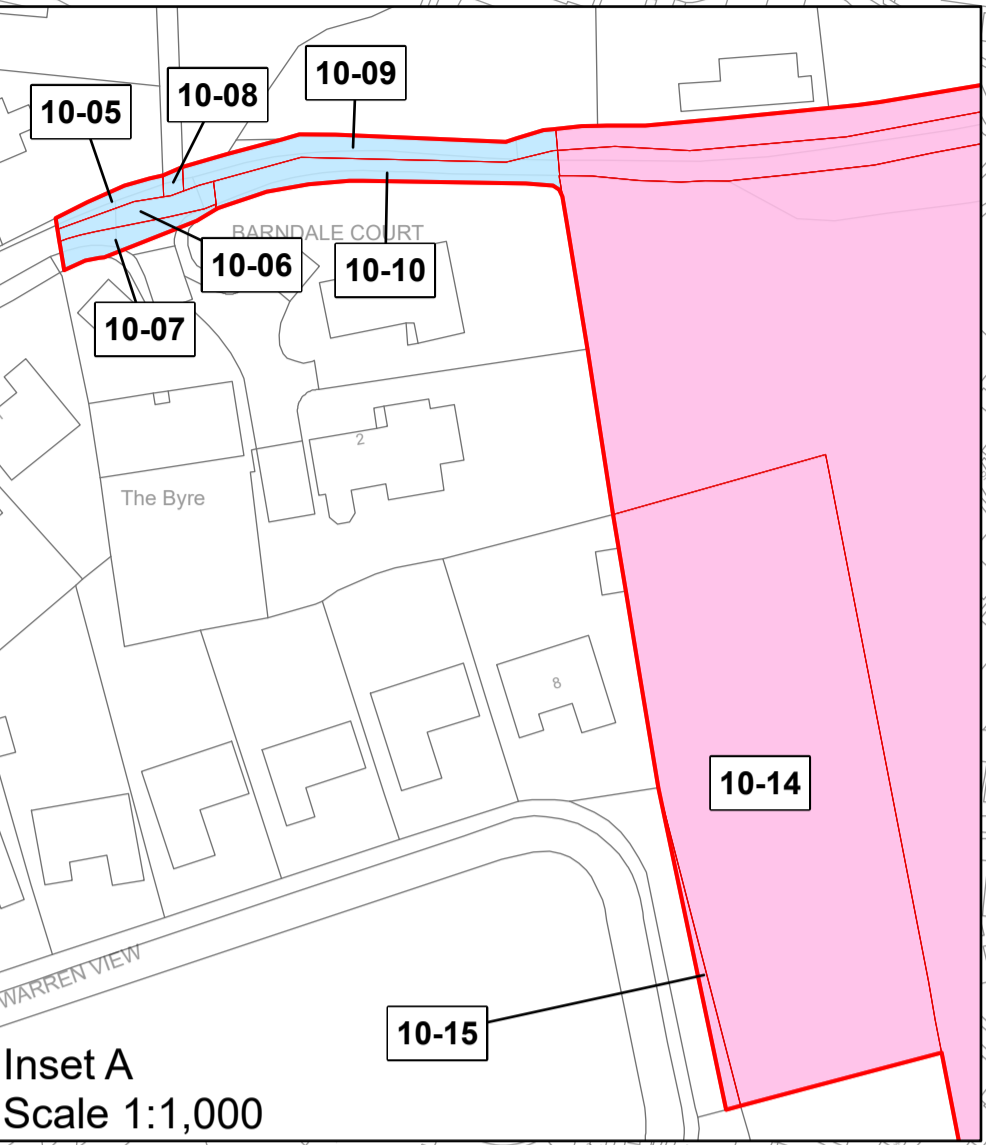 10-09
10-08
10-05
BARNDALE COURT
10-06
10-10
10-07
2
The Byre
8
10-14
WARREN VIEW
10-15
Inset A
Scale 1:1,000